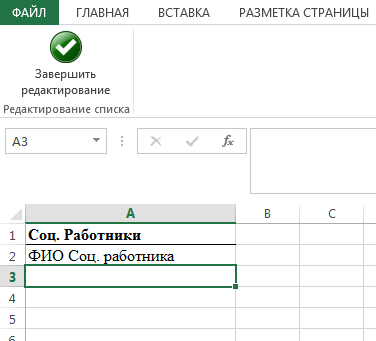 ФАЙЛ ГЛАВНАЯ ВСТАВКА РАЗМЕТКА СТРАНИЦЫ
Завершить
редактирование
Редактирование списка
A3 fx
A B C
1 Соц. Работники
2 ФИО Соц. работника
3
4
5
6